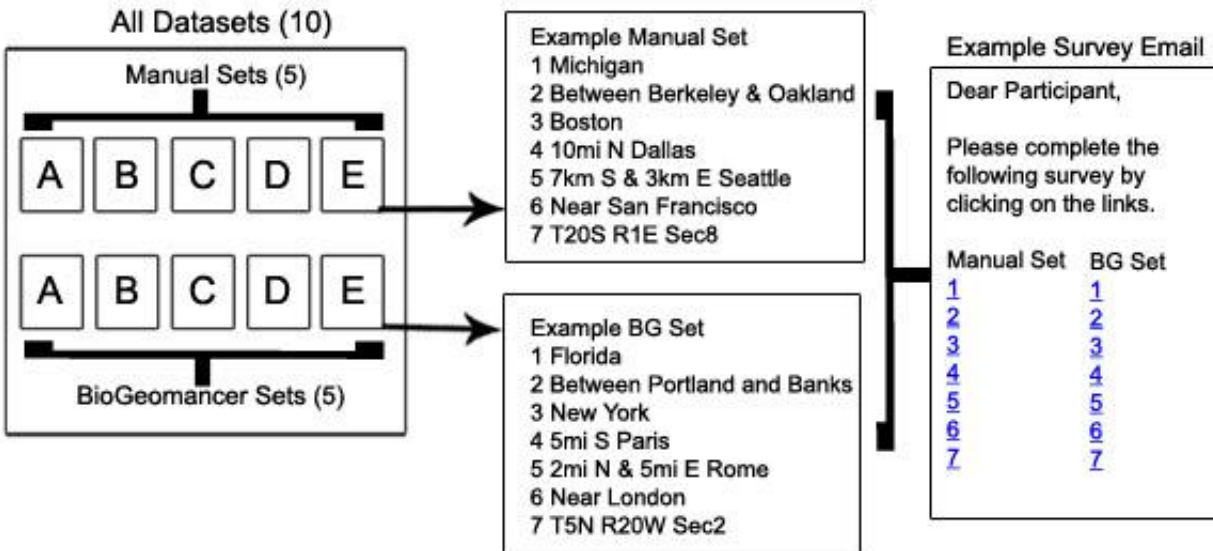 All Datasets (10)
Manual Sets (5)
A B C D E
A B C D E
BioGeomancer Sets (5)
Example Manual Set
1 Michigan
2 Between Berkeley & Oakland
3 Boston
4 10mi N Dallas
5 7km S & 3km E Seattle
6 Near San Francisco
7 T20S R1E Sec8
Example BG Set
1 Florida
2 Between Portland and Banks
3 New York
4 5mi S Paris
5 2mi N & 5mi E Rome
6 Near London
7 T5N R20W Sec2
Example Survey Email
Dear Participant,
Please complete the
following survey by
clicking on the links.
Manual Set BG Set
1 1
2 2
3 3
4 4
5 5
6 6
7 7